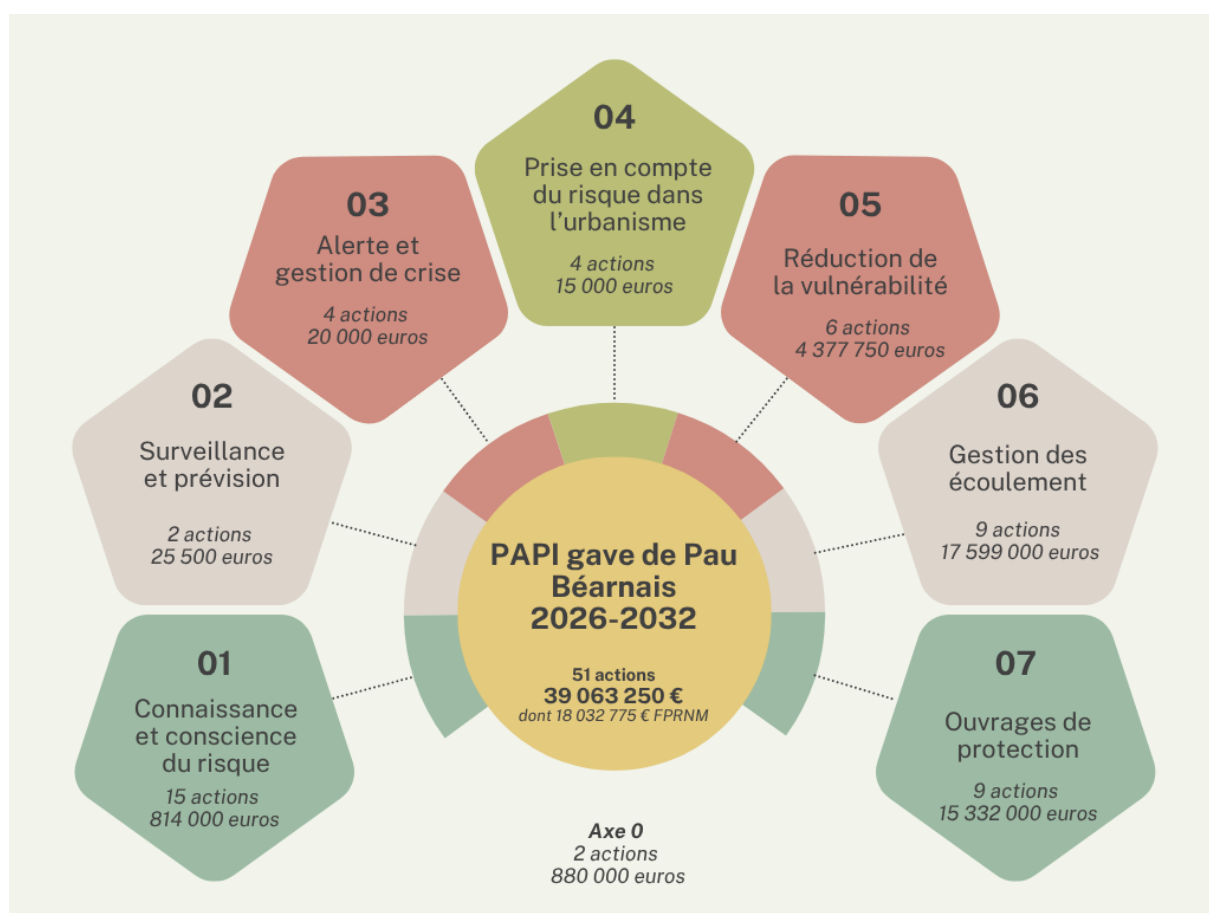 04
Prise en compte
du risque dans
l'urbanisme
4 actions
15 000 euros
03
Alerte et
gestion de crise
4 actions
20 000 euros
05
Réduction de
la vulnérabilité
6 actions
4 377 750 euros
02
Surveillance
et prévision
2 actions
25 500 euros
06
Gestion des
écoulement
9 actions
17 599 000 euros
PAPI gave de Pau
Béarnais
2026-2032
51 actions
39 063 250 €
dont 18 032 775 € FPRNM
01
Connaissance
et conscience
du risque
15 actions
814 000 euros
07
Ouvrages de
protection
9 actions
15 332 000 euros
Axe 0
2 actions
880 000 euros